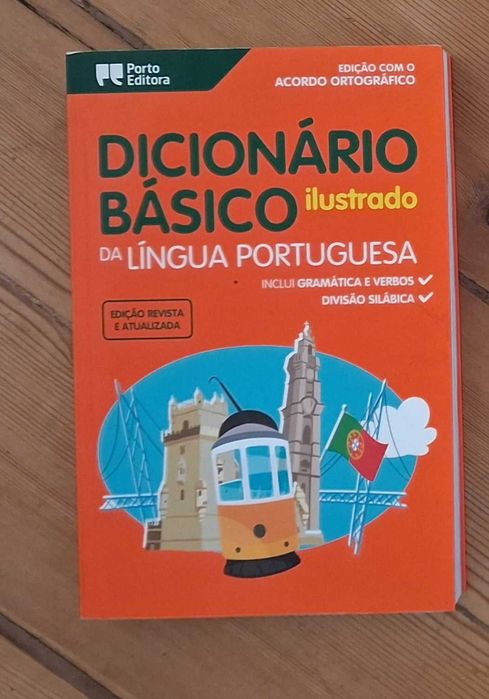 Porto
Editora
EDIÇÃO COM O
ACORDO ORTOGRÁFICO
DICIONÁRIO
BÁSICO ilustrado
DA LÍNGUA PORTUGUESA
INCLUI GRAMÁTICA E VERBOS
DIVISÃO SILÁBICA
EDIÇÃO REVISTA
E ATUALIZADA